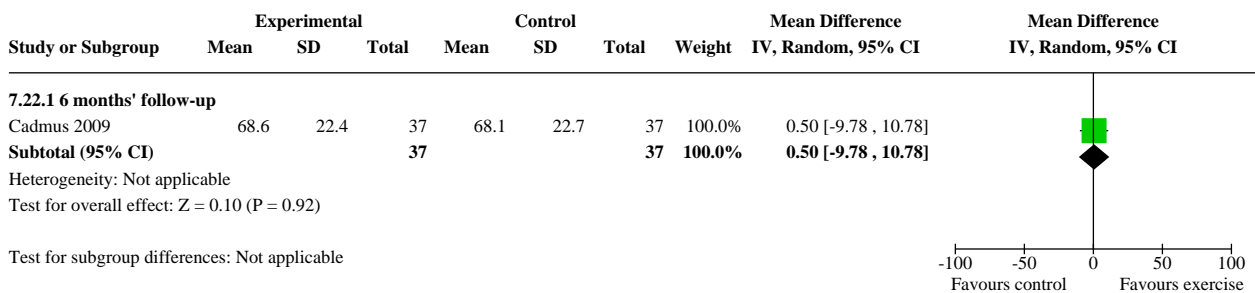 Experimental Control Mean Difference Mean Difference
Study or Subgroup Mean SD Total Mean SD Total Weight IV, Random, 95% CI IV, Random, 95% CI
7.22.1 6 months' follow-up
Cadmus 2009 68.6 22.4 37 68.1 22.7 37 100.0% 0.50 [-9.78 , 10.78]
Subtotal (95% CI) 37 37 100.0% 0.50 [-9.78 , 10.78]
Heterogeneity: Not applicable
Test for overall effect: Z = 0.10 (P = 0.92)
Test for subgroup differences: Not applicable
-100 -50 0 50 100
Favours control Favours exercise